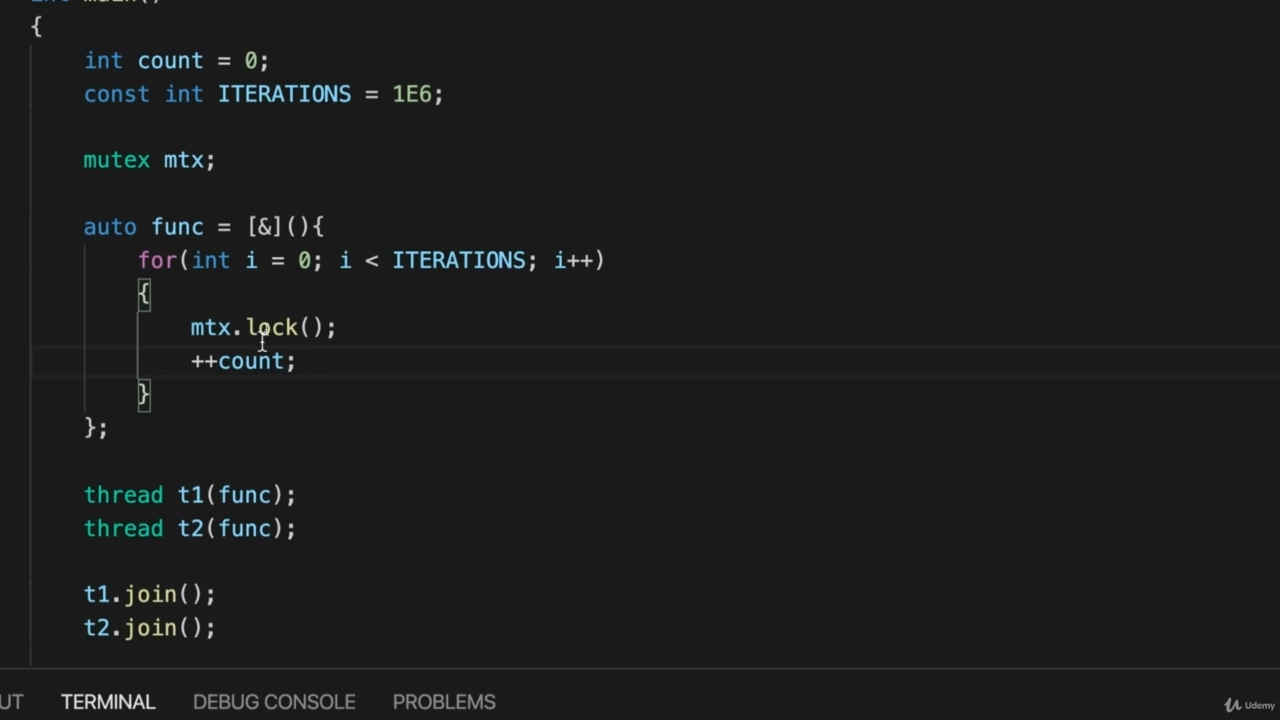 int main()
{
int count = 0;
const int ITERATIONS = 1E6;
mutex mtx;
auto func = [&](){
for(int i = 0; i < ITERATIONS; i++)
{
mtx.lock();
++count;
}
};
thread t1(func);
thread t2(func);
t1.join();
t2.join();
UT TERMINAL DEBUG CONSOLE PROBLEMS
Udemy